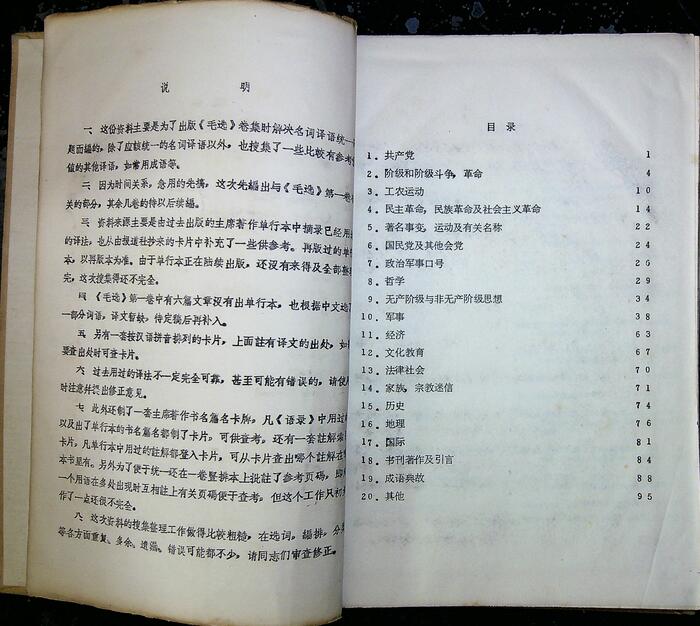 说 明
一、这份资料主要是为了出版《毛选》卷集时解决名词译语统一
题而编的,除了应该统一的名词译语以外,也搜集了一些比较有参考
值的其他译语,如常用成语等。
二、因为时间关系,急用的先搞,这次先编出与《毛选》第一卷
关的部分,其余几卷的待以后续编。
三、资料来源主要是由过去出版的主席著作单行本中摘录已经用
的译法,也从由报道社抄来的卡片中补充了一些供参考。再版过的单行
本,以再版本为准。由于单行本正在陆续出版,还没有来得及全部整
完,这次搜集得还不完全。
四、《毛选》第一卷中有六篇文章没有出单行本,也根据中文选
一部分词语,译文暂缺,待定稿后再补入。
五、另有一套按汉语拼音排列的卡片,上面註有译文的出处,如
要查出处时可查卡片。
六、过去用过的译法不一定完全可靠,甚至可能有错误的,请使
时注意并提出修正意见。
七、此外还制了一套主席著作书名篇名卡牌,凡《语录》中用过
以及出了单行本的书名篇名都制了卡片,可供查考。还有一套註解
卡片,凡单行本中用过的註解都登入卡片,可从卡片查出哪个註解在
本书里有。另外为了便于统一还在一卷竖排本上批註了参考页码,即
一个用语在多处出现时互相註上有关页码便于查考,但这个工作只初
作了一点还很不完全。
八、这次资料的搜集整理工作做得比较粗糙,在选词,编排,分
等各方面重复、多余、遗漏、错误可能都不少,请同志们审查修正。
目 录
1.共产党 1
2.阶级和阶级斗争,革命 4
3.工农运动 10
4.民主革命,民族革命及社会主义革命 14
5.著名事变,运动及有关名称 22
6.国民党及其他会党 24
7.政治军事口号 26
8.哲学 29
9.无产阶级与非无产阶级思想 34
10.军事 38
11.经济 63
12.文化教育 67
13.法律社会 70
14.家族,宗教迷信 71
15.历史 74
16.地理 76
17.国际 81
18.书刊著作及引言 84
19.成语典故 88
20.其他 95